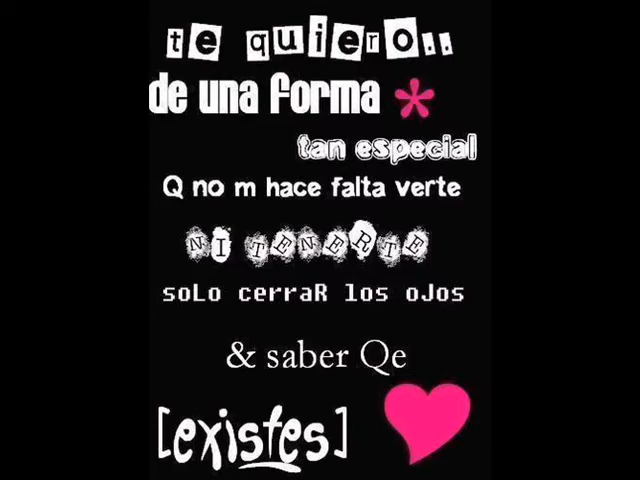 te quiero..
de una forma *
tan especial
Q no m hace falta verte
NI TENERTE
soLo cerraR los oJos
& saber Qe
[existes]